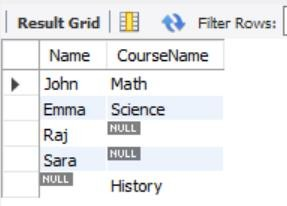 Result Grid Filter Rows:
Name CourseName
John Math
Emma Science
Raj NULL
Sara NULL
NULL History